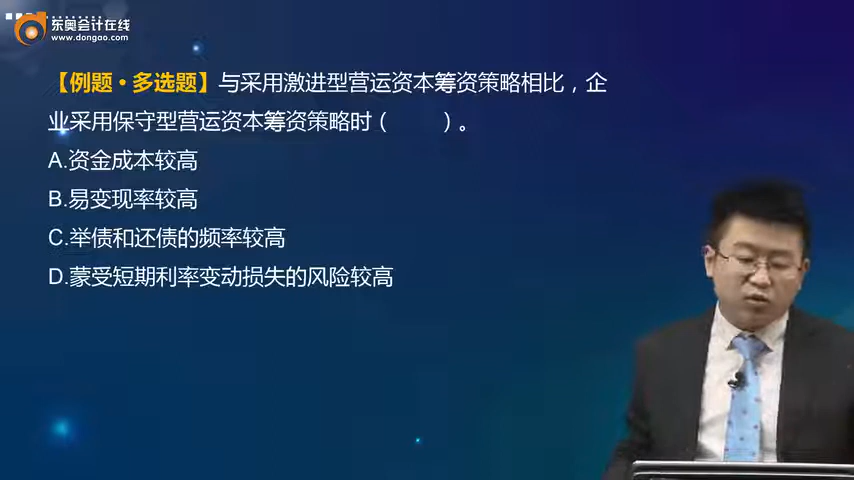 东奥会计在线
www.dongao.com
【例题·多选题】与采用激进型营运资本筹资策略相比，企
业采用保守型营运资本筹资策略时（　　）。
A.资金成本较高
B.易变现率较高
C.举债和还债的频率较高
D.蒙受短期利率变动损失的风险较高